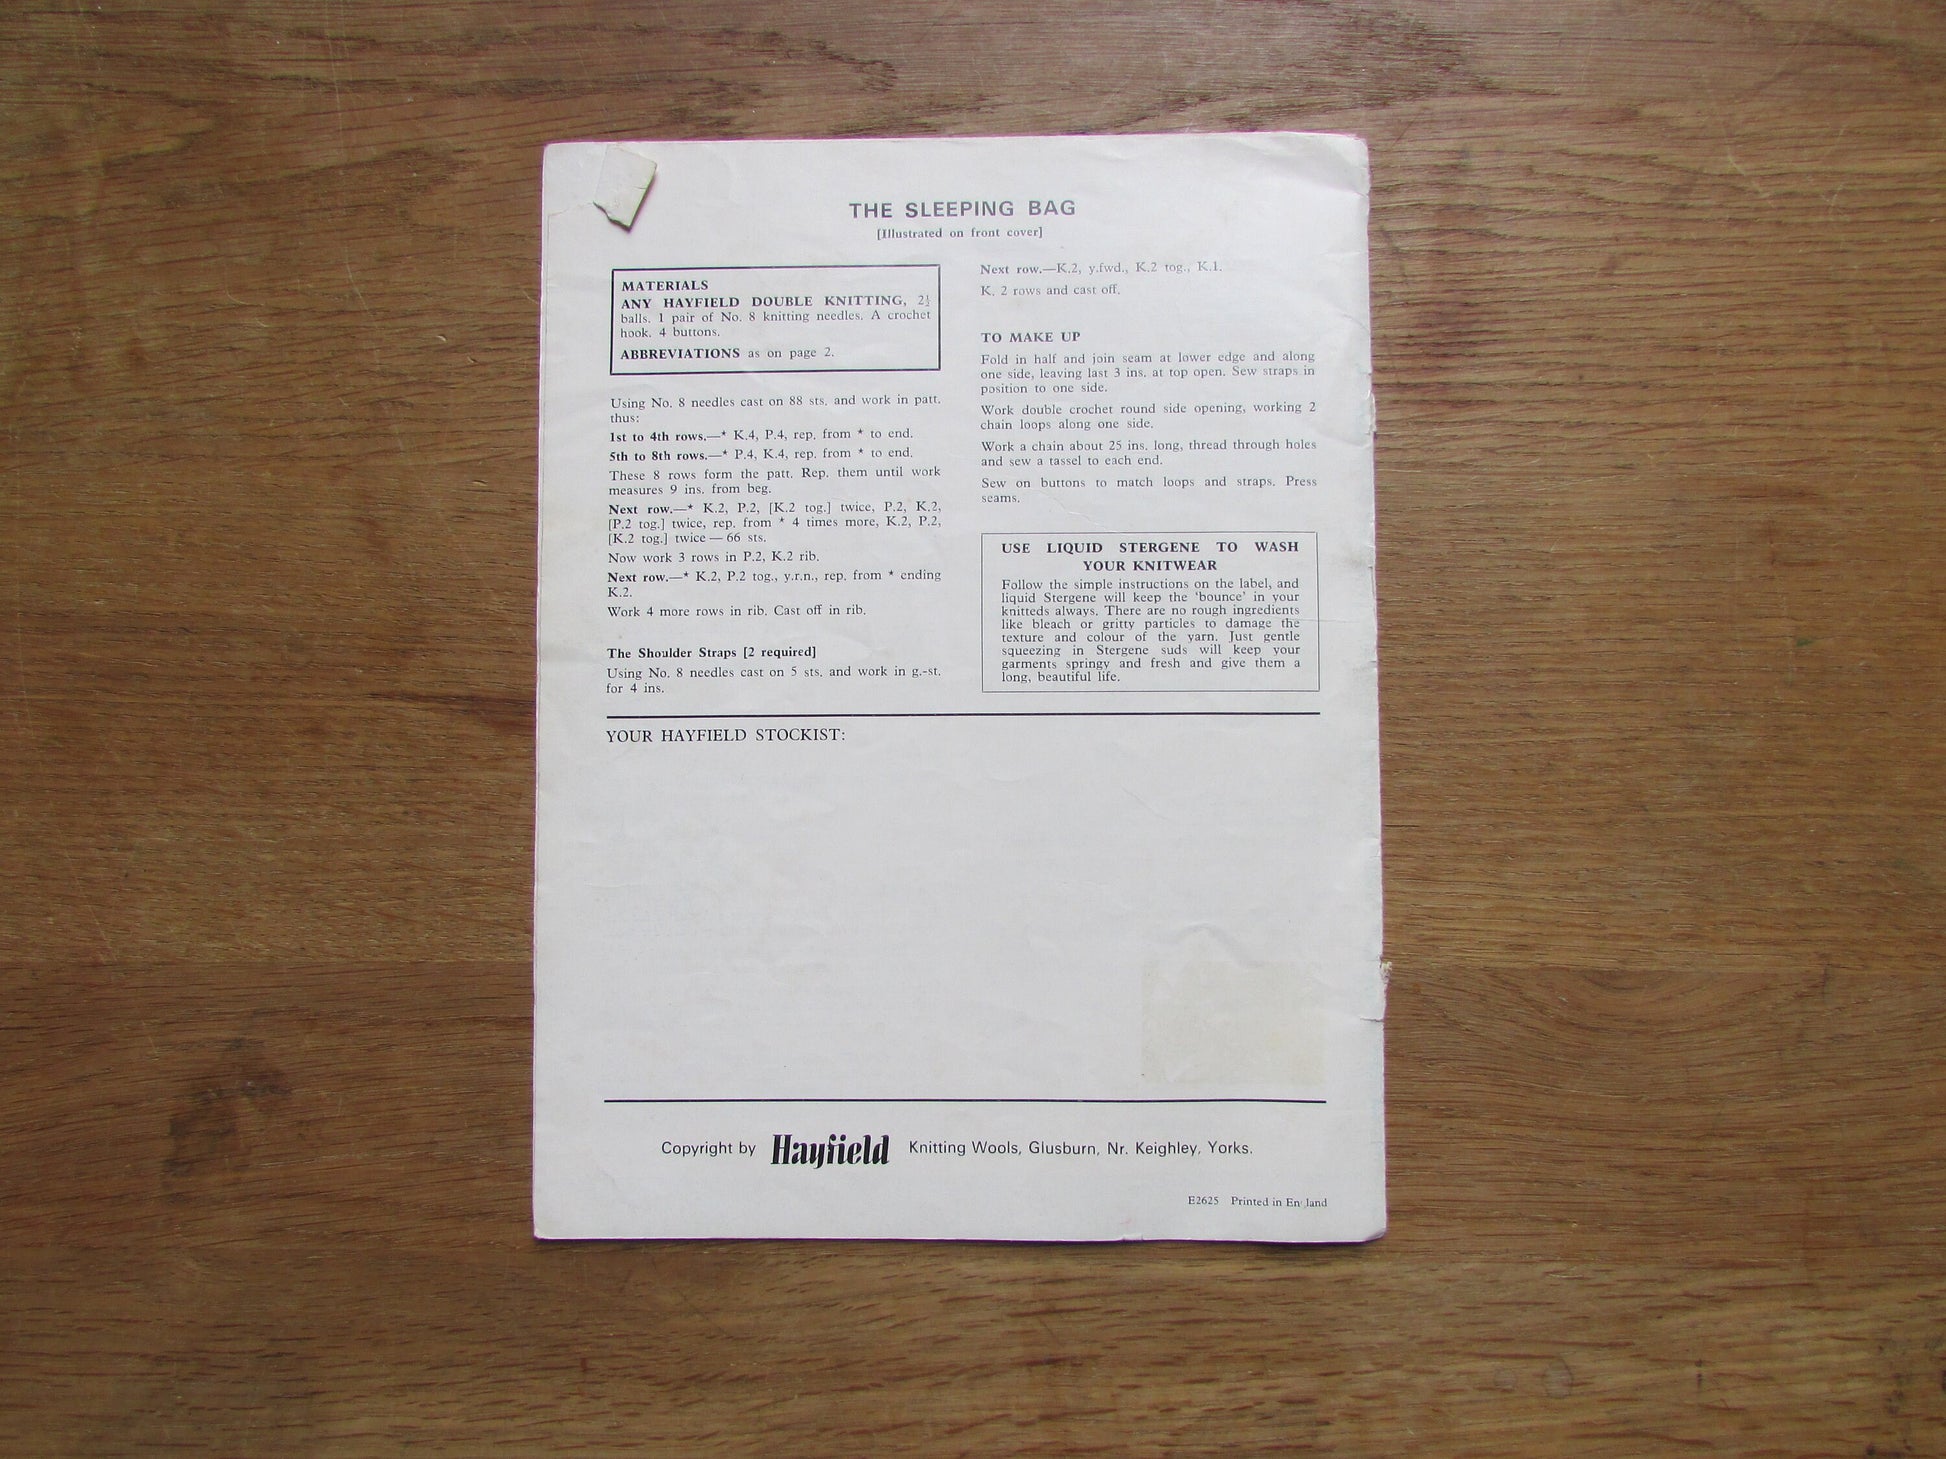 THE SLEEPING BAG
[Illustrated on front cover]
MATERIALS
ANY HAYFIELD DOUBLE KNITTING, 2½
balls. 1 pair of No. 8 knitting needles. A crochet
hook. 4 buttons.
ABBREVIATIONS as on page 2.
Using No. 8 needles cast on 88 sts. and work in patt.
thus:
1st to 4th rows.—* K.4, P.4, rep. from * to end.
5th to 8th rows.—* P.4, K.4, rep. from * to end.
These 8 rows form the patt. Rep. them until work
measures 9 ins. from beg.
Next row.—* K.2, P.2, [K.2 tog.] twice, P.2, K.2,
[P.2 tog.] twice, rep. from * 4 times more, K.2, P.2,
[K.2 tog.] twice — 66 sts.
Now work 3 rows in P.2, K.2 rib.
Next row.—* K.2, P.2 tog., y.r.n., rep. from * ending
K.2.
Work 4 more rows in rib. Cast off in rib.
The Shoulder Straps [2 required]
Using No. 8 needles cast on 5 sts. and work in g.-st.
for 4 ins.
Next row.—K.2, y.fwd., K.2 tog., K.1.
K. 2 rows and cast off.
TO MAKE UP
Fold in half and join seam at lower edge and along
one side, leaving last 3 ins. at top open. Sew straps in
position to one side.
Work double crochet round side opening, working 2
chain loops along one side.
Work a chain about 25 ins. long, thread through holes
and sew a tassel to each end.
Sew on buttons to match loops and straps. Press
seams.
USE LIQUID STERGENE TO WASH
YOUR KNITWEAR
Follow the simple instructions on the label, and
liquid Stergene will keep the 'bounce' in your
knitteds always. There are no rough ingredients
like bleach or gritty particles to damage the
texture and colour of the yarn. Just gentle
squeezing in Stergene suds will keep your
garments springy and fresh and give them a
long, beautiful life.
YOUR HAYFIELD STOCKIST:
Copyright by Hayfield Knitting Wools, Glusburn, Nr. Keighley, Yorks.
E2625 Printed in England